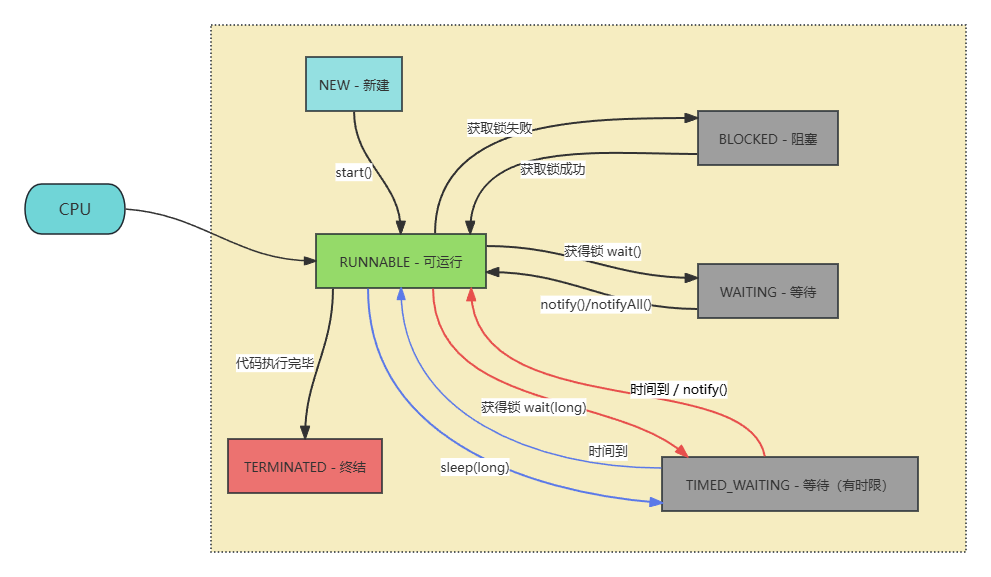 NEW - 新建
获取锁失败
BLOCKED - 阻塞
start()
获取锁成功
CPU
RUNNABLE - 可运行
获得锁 wait()
WAITING - 等待
notify()/notifyAll()
代码执行完毕
时间到 / notify()
获得锁 wait(long)
时间到
TERMINATED - 终结
sleep(long)
TIMED_WAITING - 等待（有时限）